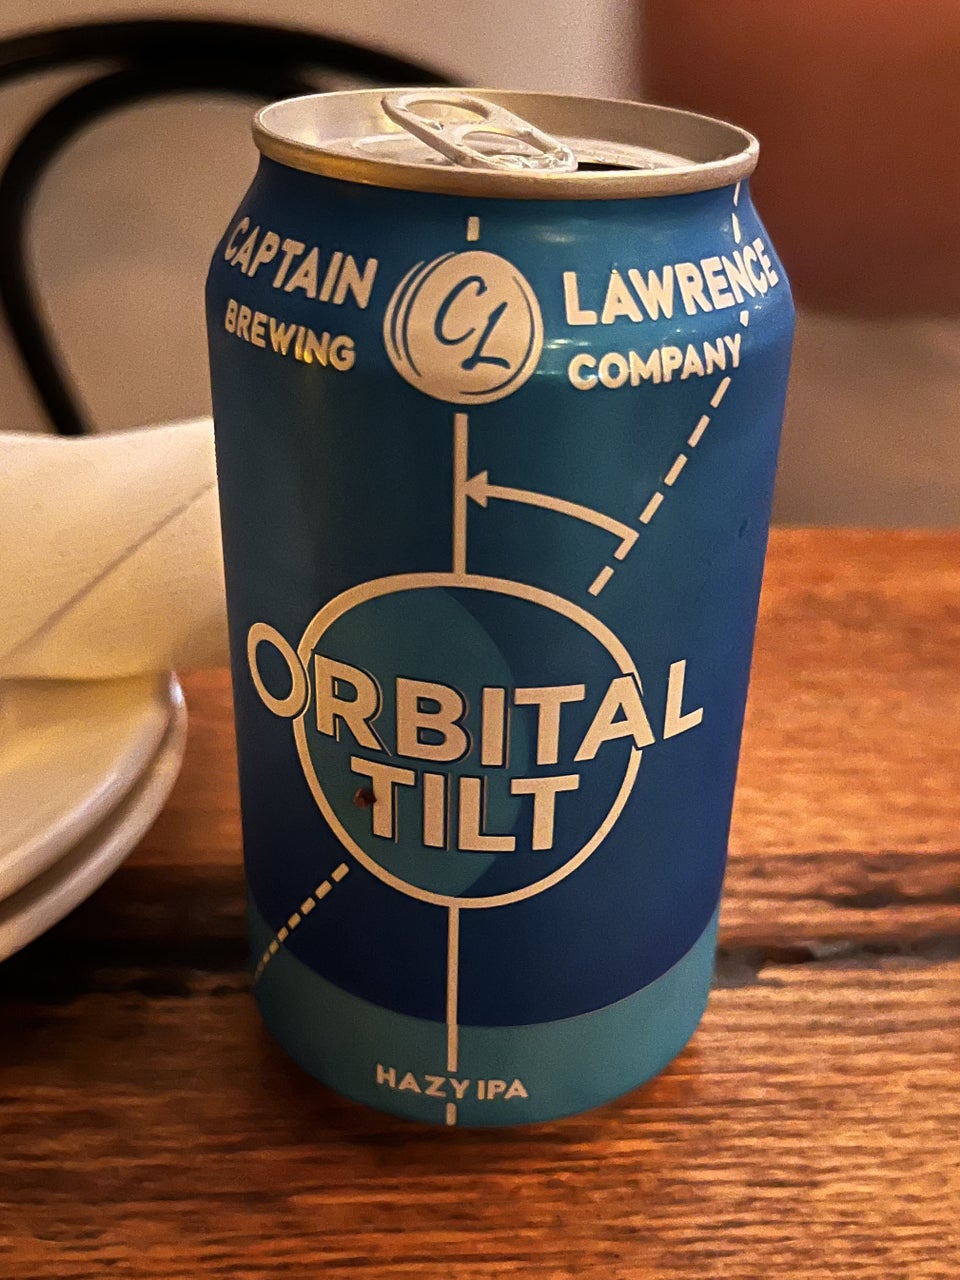 CAPTAIN LAWRENCE
BREWING COMPANY
CL
ORBITAL
TILT
HAZY IPA